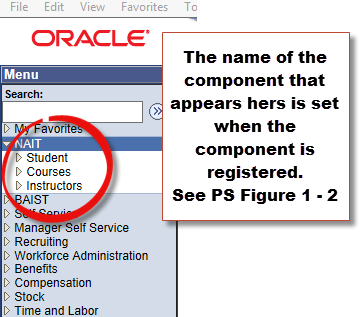 File Edit View Favorites To
ORACLE
Menu
Search:
My Favorites
NAIT
Student
Courses
Instructors
BAIST
Self Service
Manager Self Service
Recruiting
Workforce Administration
Benefits
Compensation
Stock
Time and Labor
The name of the
component that
appears hers is set
when the
component is
registered.
See PS Figure 1 - 2